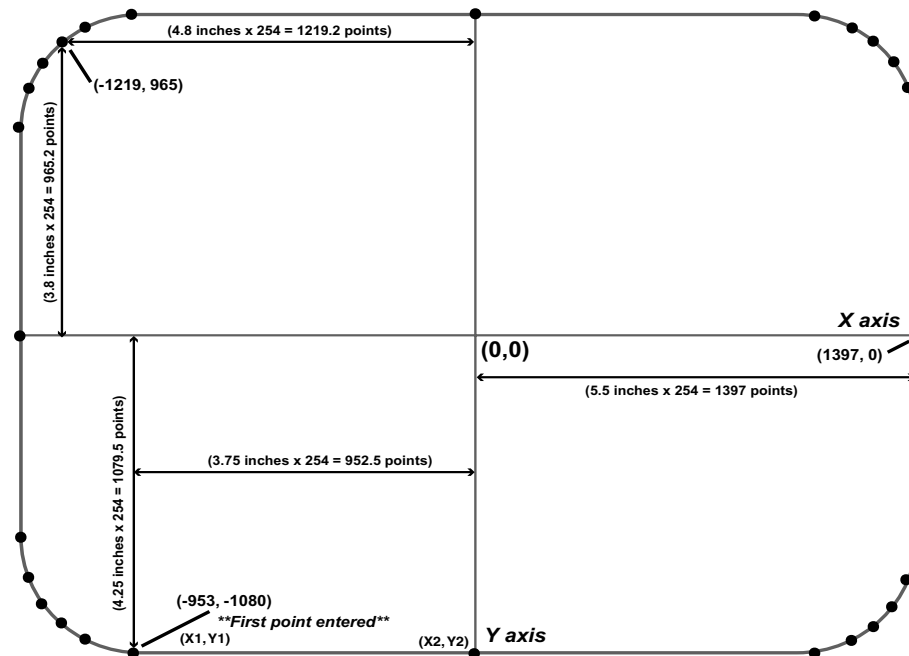 (4.8 inches x 254 = 1219.2 points)
(-1219, 965)
(3.8 inches x 254 = 965.2 points)
X axis
(0,0)
(1397, 0)
(5.5 inches x 254 = 1397 points)
(3.75 inches x 254 = 952.5 points)
(4.25 inches x 254 = 1079.5 points)
(-953, -1080)
**First point entered**
(X1,Y1)
(X2,Y2)
Y axis